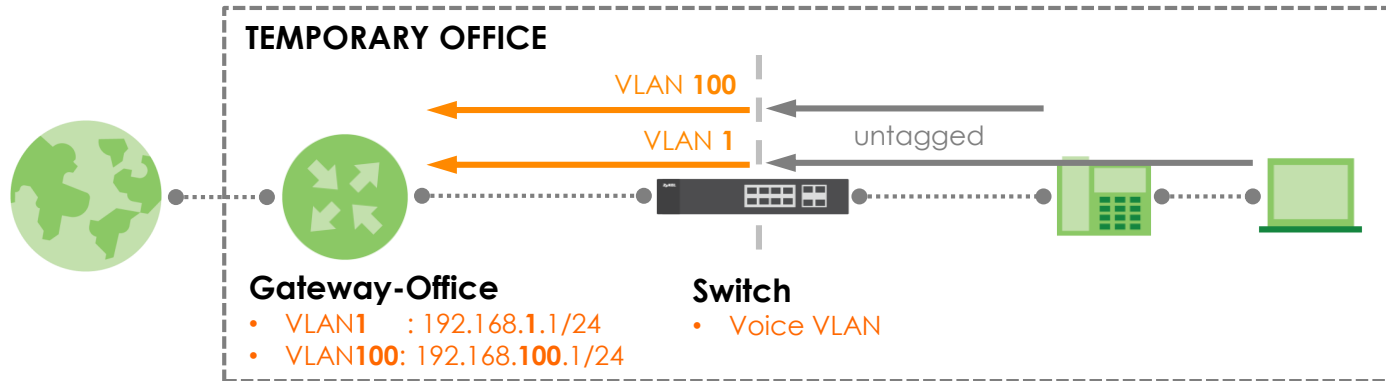 TEMPORARY OFFICE
VLAN 100
VLAN 1
untagged
ZyXEL
Gateway-Office
• VLAN1 : 192.168.1.1/24
• VLAN100: 192.168.100.1/24
Switch
• Voice VLAN